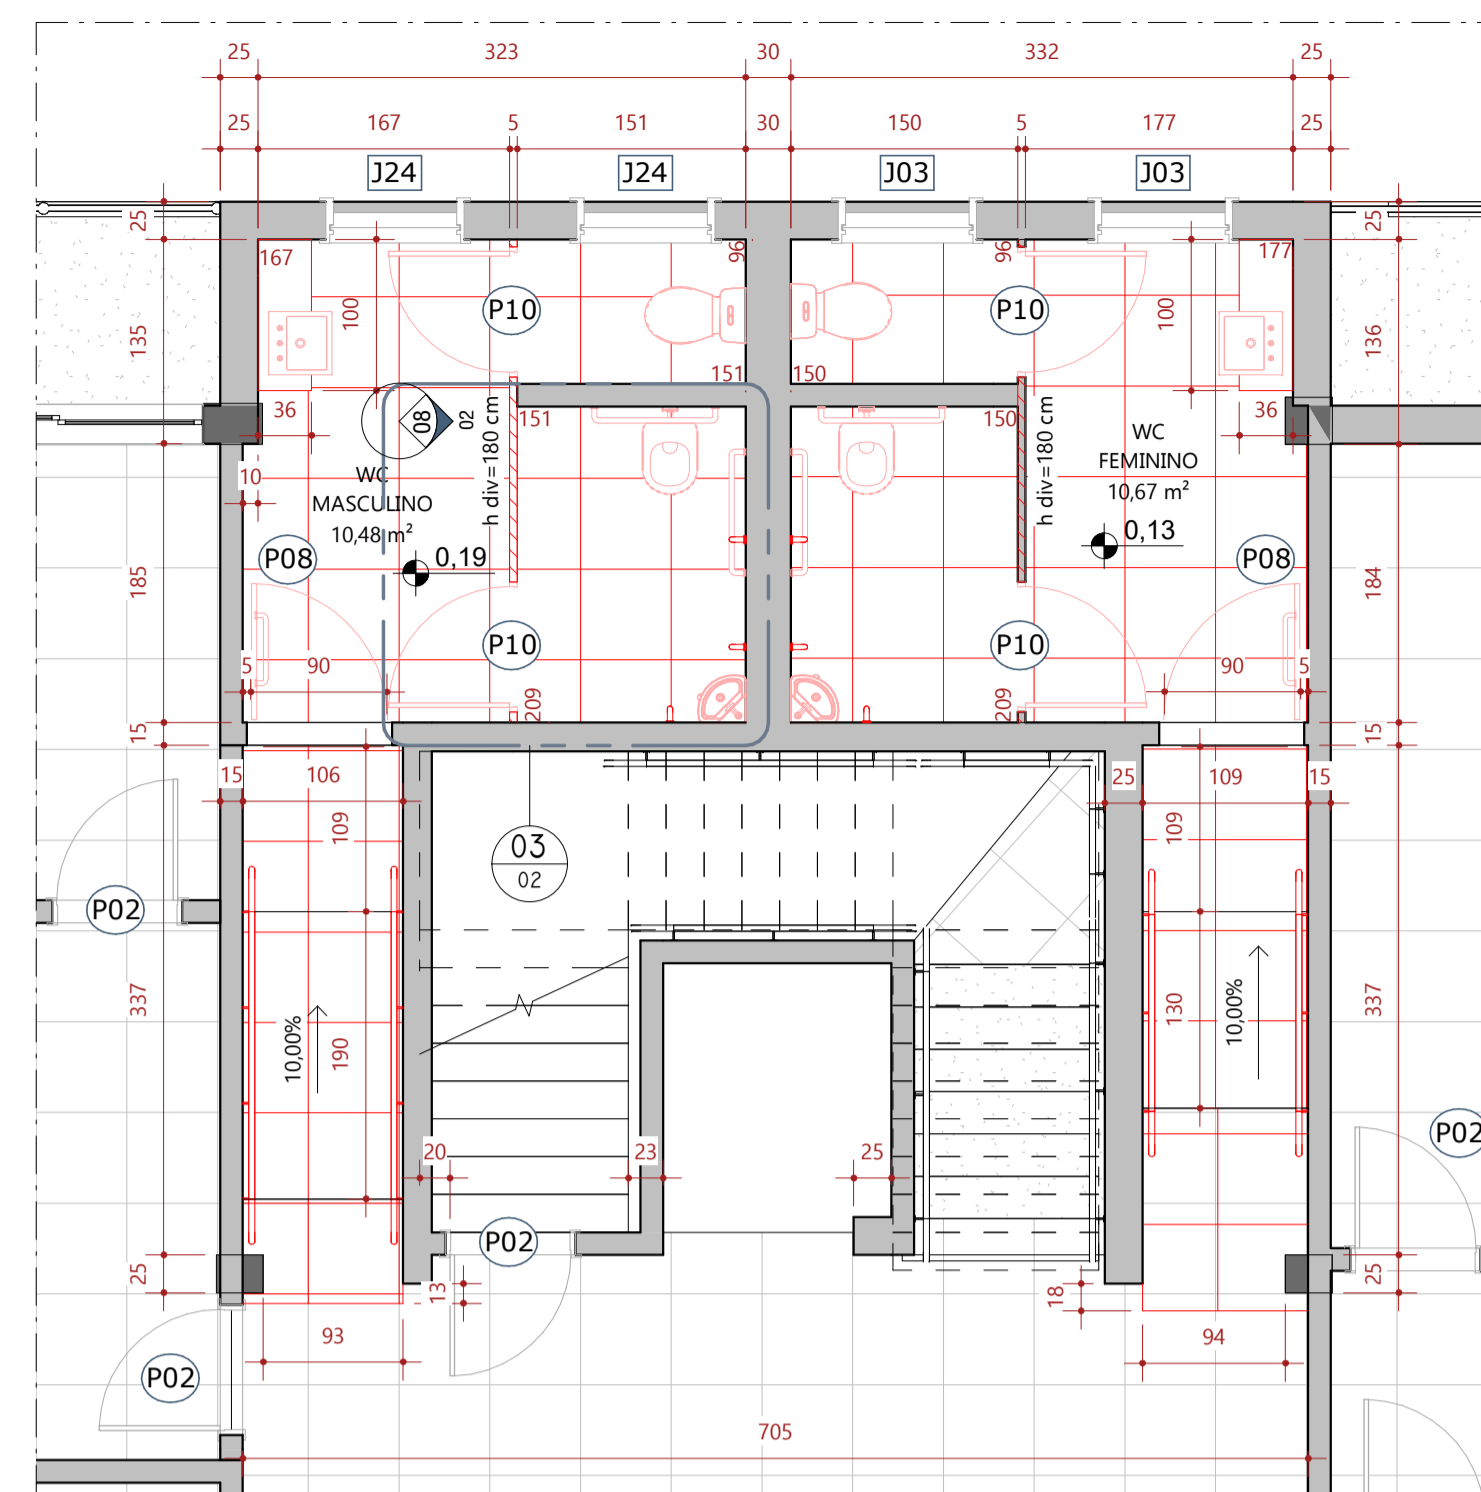 25 323 30 332 25
25 167 5 151 30 150 5 177 25
J24 J24 J03 J03
25 25
167 96 96 177
P10 P10
100 100
135 136
151 150
36 151 150 36
08 02
h div=180 cm h div=180 cm
WC
MASCULINO
10,48 m²
WC
FEMININO
10,67 m²
10
0,19 0,13
P08 P08
185 184
P10 P10
5 90 90 5
209 209
15 15
15 106 25 109 15
109 109
03
02
P02
337 337
10,00% 190
130 10,00%
P02
20 23 25
P02
25 25
13 18
93 94
P02
705